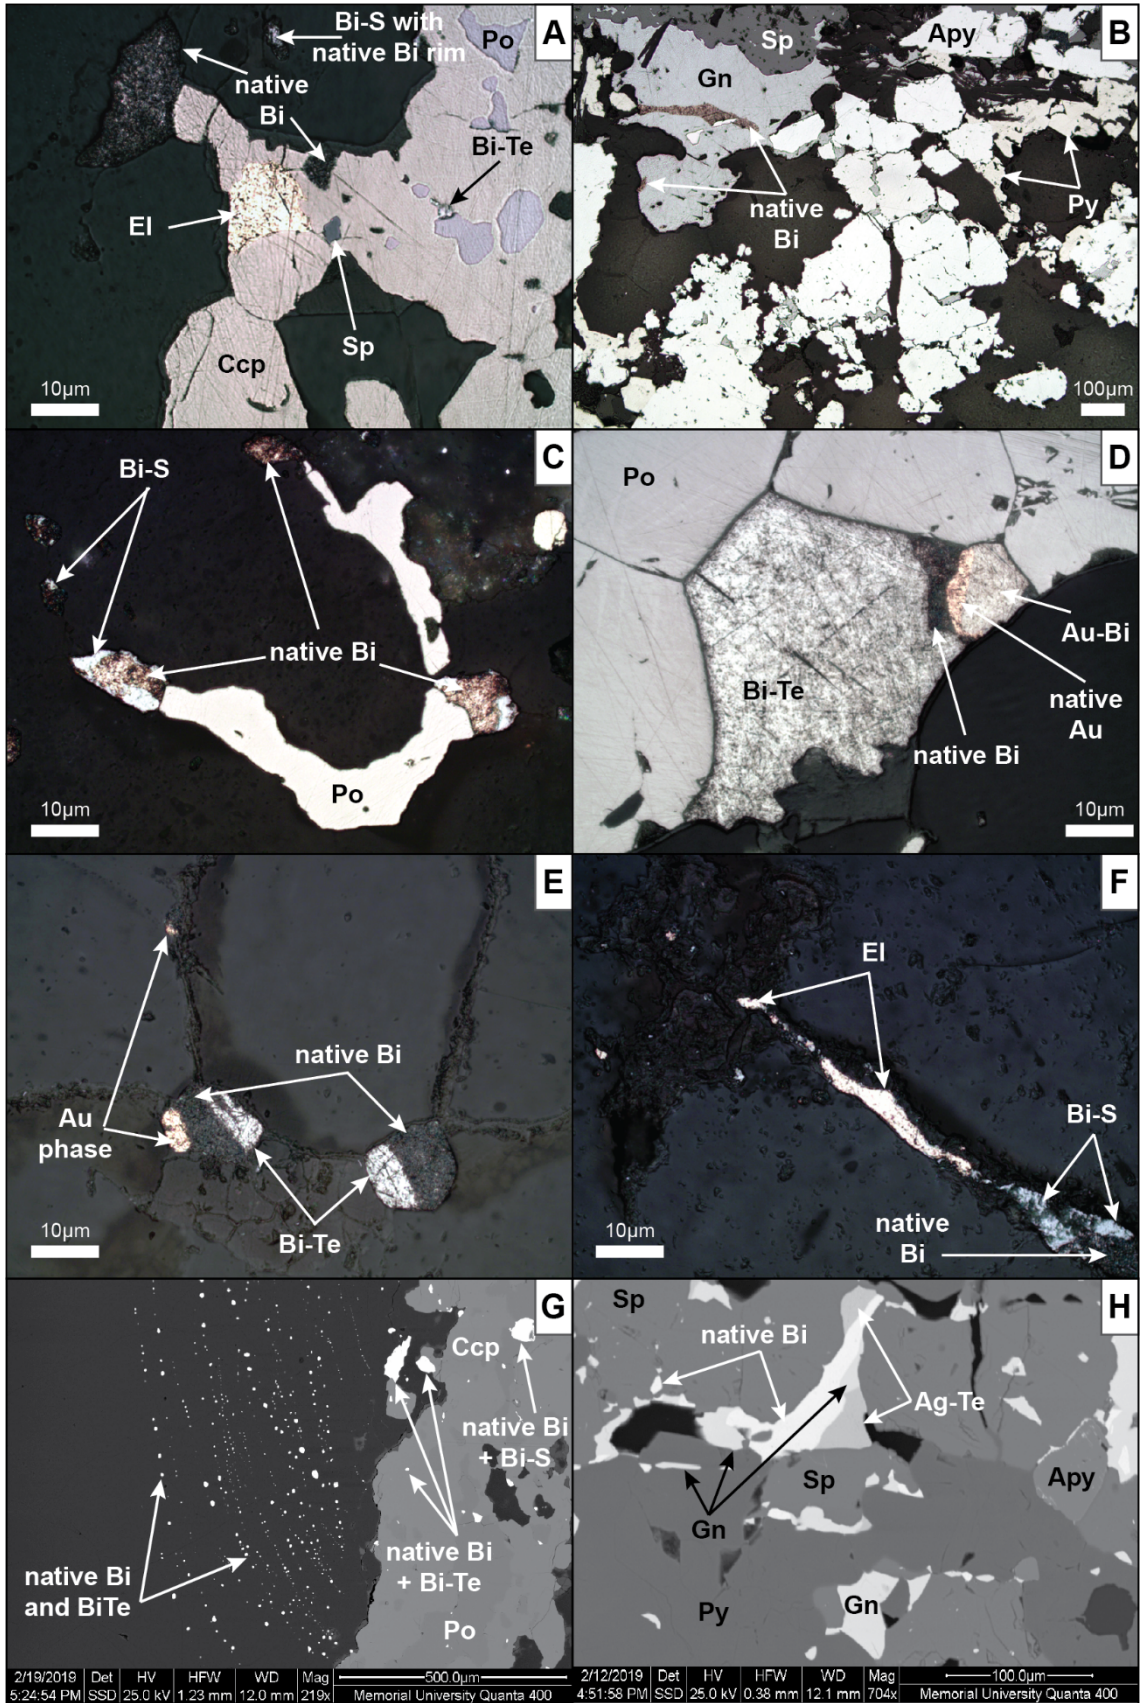 A
Bi-S with
native Bi rim
Po
native
Bi
Bi-Te
El
Sp
Ccp
10µm
B
Sp
Apy
Gn
native
Bi
Py
100µm
C
Bi-S
native Bi
Po
10µm
D
Po
Au-Bi
Bi-Te
native
Au
native Bi
10µm
E
native Bi
Au
phase
Bi-Te
10µm
F
El
Bi-S
native
Bi
10µm
G
Ccp
native Bi
+ Bi-S
native Bi
and BiTe
native Bi
+ Bi-Te
Po
2/19/2019 Det HV HFW WD Mag 500.0µm
5:24:54 PM SSD 25.0 kV 1.23 mm 12.0 mm 219x Memorial University Quanta 400
H
Sp
native Bi
Ag-Te
Sp
Apy
Gn
Py
Gn
2/12/2019 Det HV HFW WD Mag 100.0µm
4:51:58 PM SSD 25.0 kV 0.38 mm 12.1 mm 704x Memorial University Quanta 400